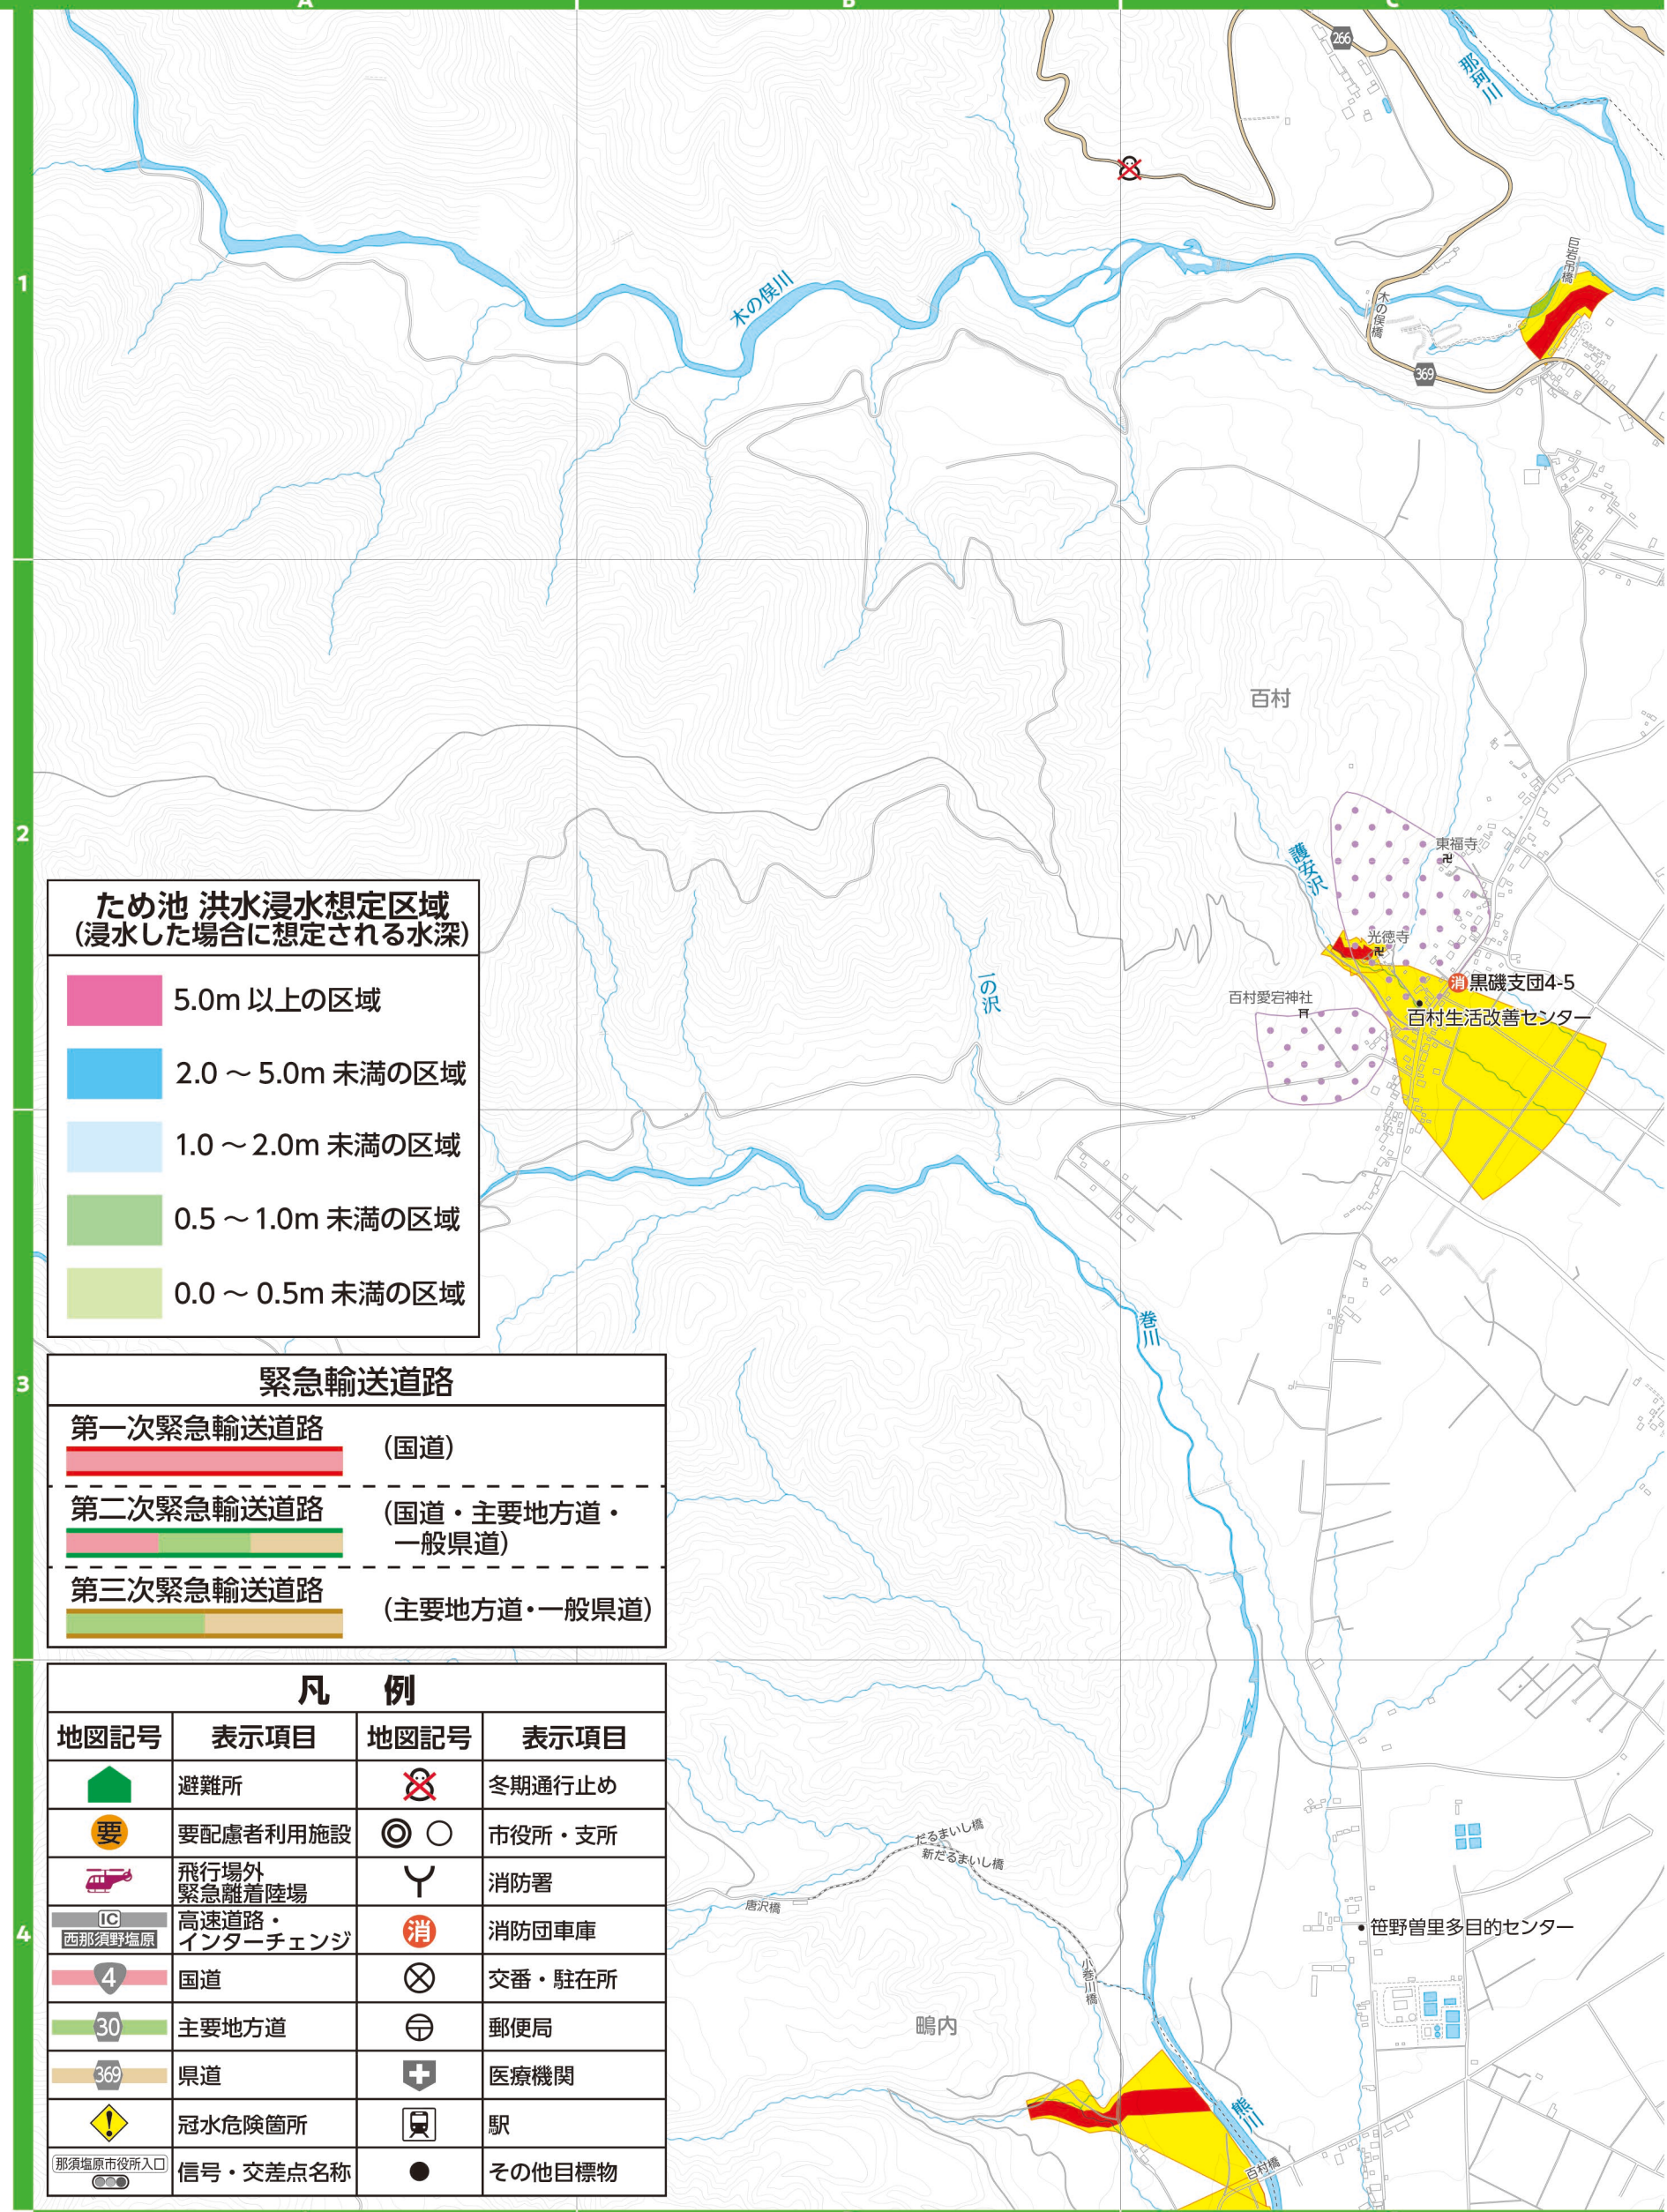 A
B
C
1
2
3
4
266
那珂川
巨岩吊橋
木の俣川
木の俣橋
369
百村
東福寺
護安沢
光徳寺
消 黒磯支団4-5
百村愛宕神社
百村生活改善センター
一の沢
巻川
だるまいし橋
新だるまいし橋
唐沢橋
小巻川橋
笹野曽里多目的センター
鴫内
熊川
百村橋
ため池 洪水浸水想定区域
(浸水した場合に想定される水深)
5.0m 以上の区域
2.0 ～ 5.0m 未満の区域
1.0 ～ 2.0m 未満の区域
0.5 ～ 1.0m 未満の区域
0.0 ～ 0.5m 未満の区域
緊急輸送道路
第一次緊急輸送道路
(国道)
第二次緊急輸送道路
(国道・主要地方道・
一般県道)
第三次緊急輸送道路
(主要地方道・一般県道)
凡 例
地図記号 表示項目 地図記号 表示項目
避難所 冬期通行止め
要 要配慮者利用施設 市役所・支所
飛行場外
緊急離着陸場
消防署
IC
西那須野塩原
高速道路・
インターチェンジ
消 消防団車庫
4 国道 交番・駐在所
30 主要地方道 郵便局
369 県道 医療機関
冠水危険箇所 駅
那須塩原市役所入口
信号・交差点名称 その他目標物